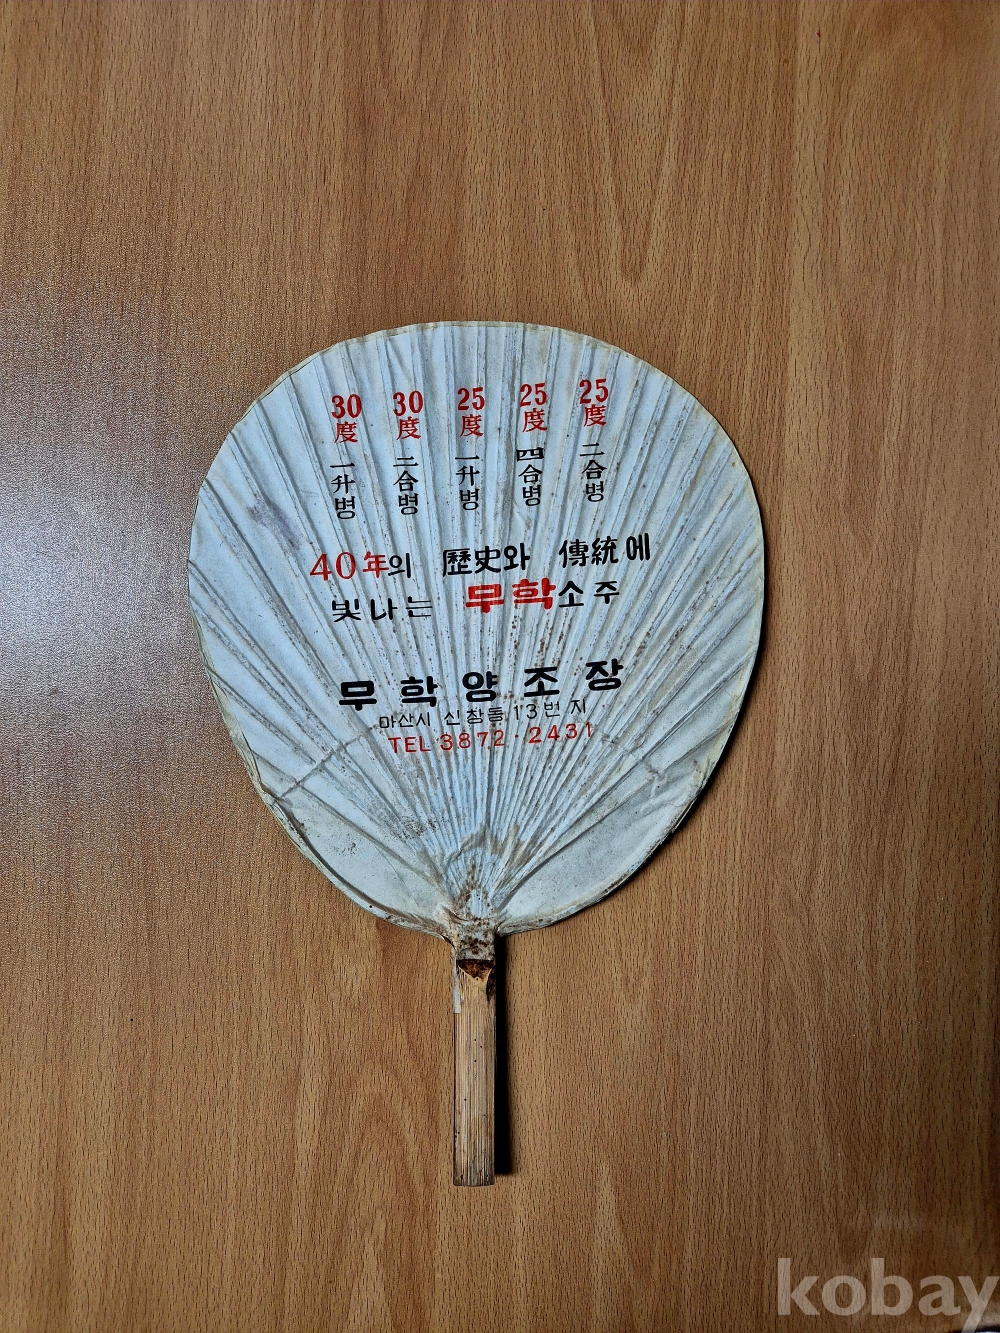 30度 30度 25度 25度 25度
一升병 二合병 一升병 四合병 二合병
40年의 歷史와 傳統에
빛나는 무학소주
무학양조장
마산시 신창동 13번지
TEL 3872·2431
kobay